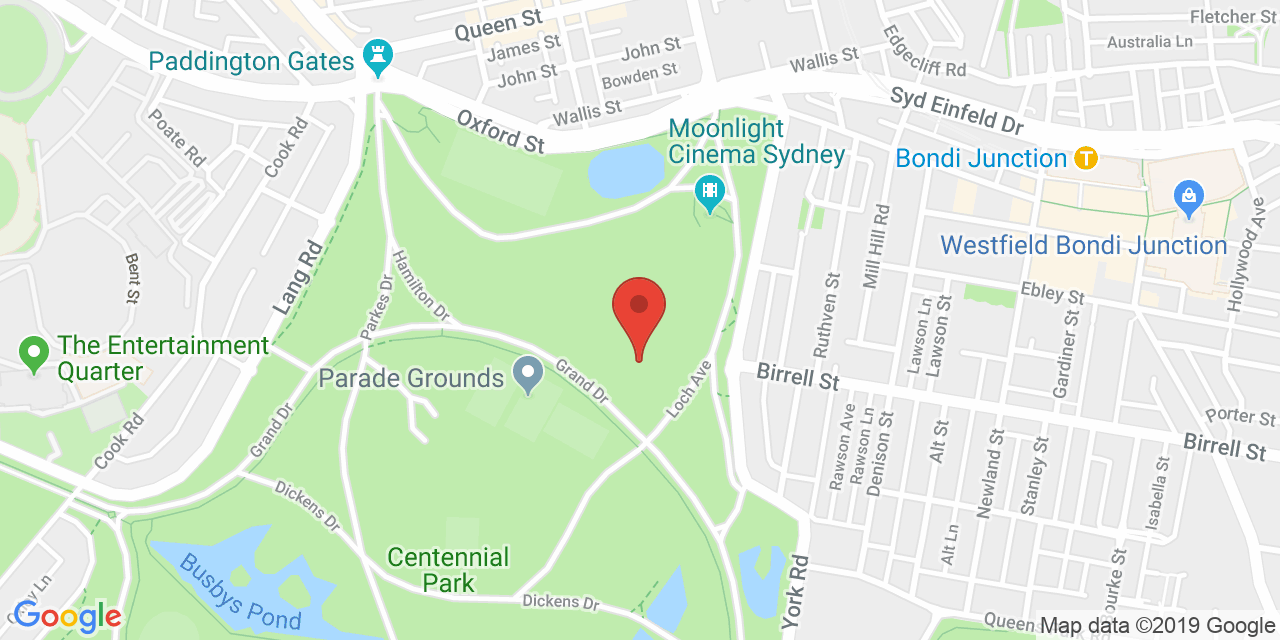 Queen St
Fletcher St
James St
John St
Australia Ln
Edgecliff Rd
Paddington Gates
Wallis St
John St
Bowden St
Syd Einfeld Dr
Wallis St
Poate Rd
Cook Rd
Oxford St
Moonlight
Cinema Sydney
Bondi Junction
T
Mill Hill Rd
Hollywood Ave
Westfield Bondi Junction
Bent St
Lang Rd
Hamilton Dr
Parkes Dr
Ruthven St
Ebley St
Lawson Ln
Lawson St
Gardiner St
The Entertainment
Quarter
Parade Grounds
Grand Dr
Loch Ave
Birrell St
Porter St
Grand Dr
Cook Rd
Rawson Ave
Rawson Ln
Denison St
Alt St
Birrell St
Newland St
Stanley St
Isabella St
Dickens Dr
Alt Ln
Centennial
Park
Busbys Pond
York Rd
Dickens Dr
Google
Map data ©2019 Google